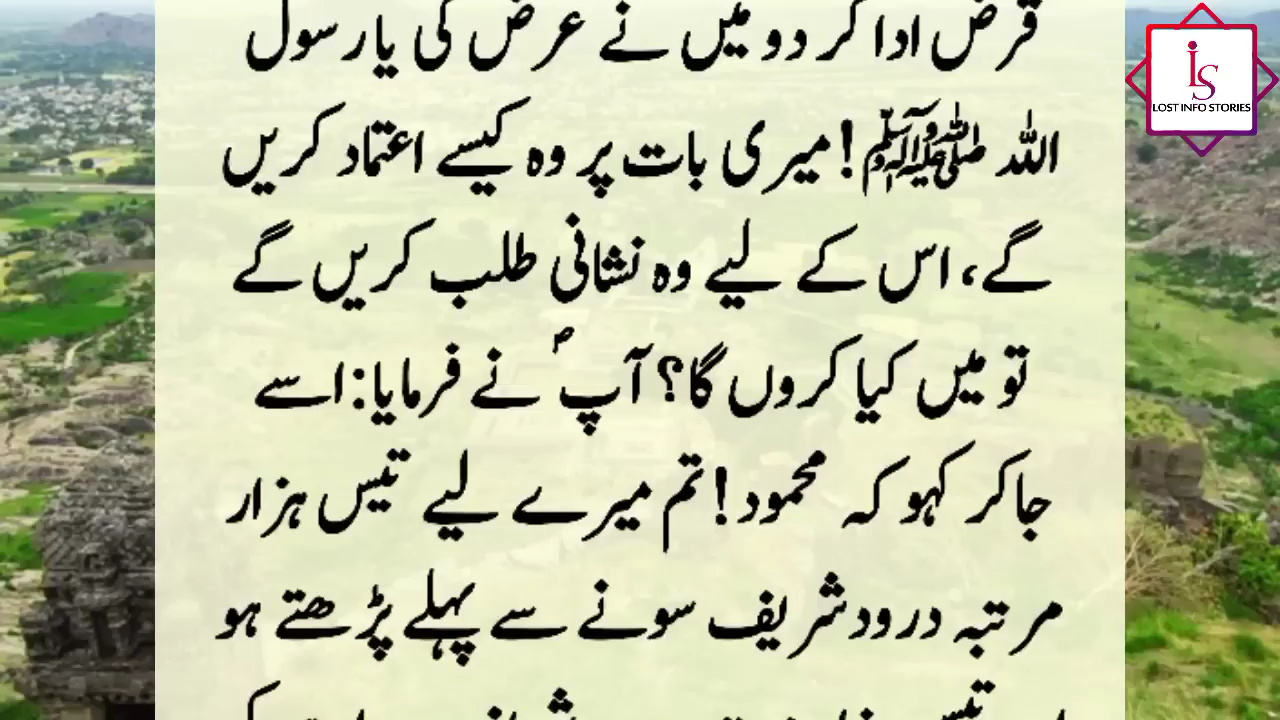 قرض ادا کر دو میں نے عرض کی یا رسول
اللہ ﷺ! میری بات پر وہ کیسے اعتماد کریں
گے، اس کے لیے وہ نشانی طلب کریں گے
تو میں کیا کروں گا؟ آپؐ نے فرمایا: اسے
جا کر کہو کہ محمود! تم میرے لیے تیس ہزار
مرتبہ درود شریف سونے سے پہلے پڑھتے ہو
LS
LOST INFO STORIES